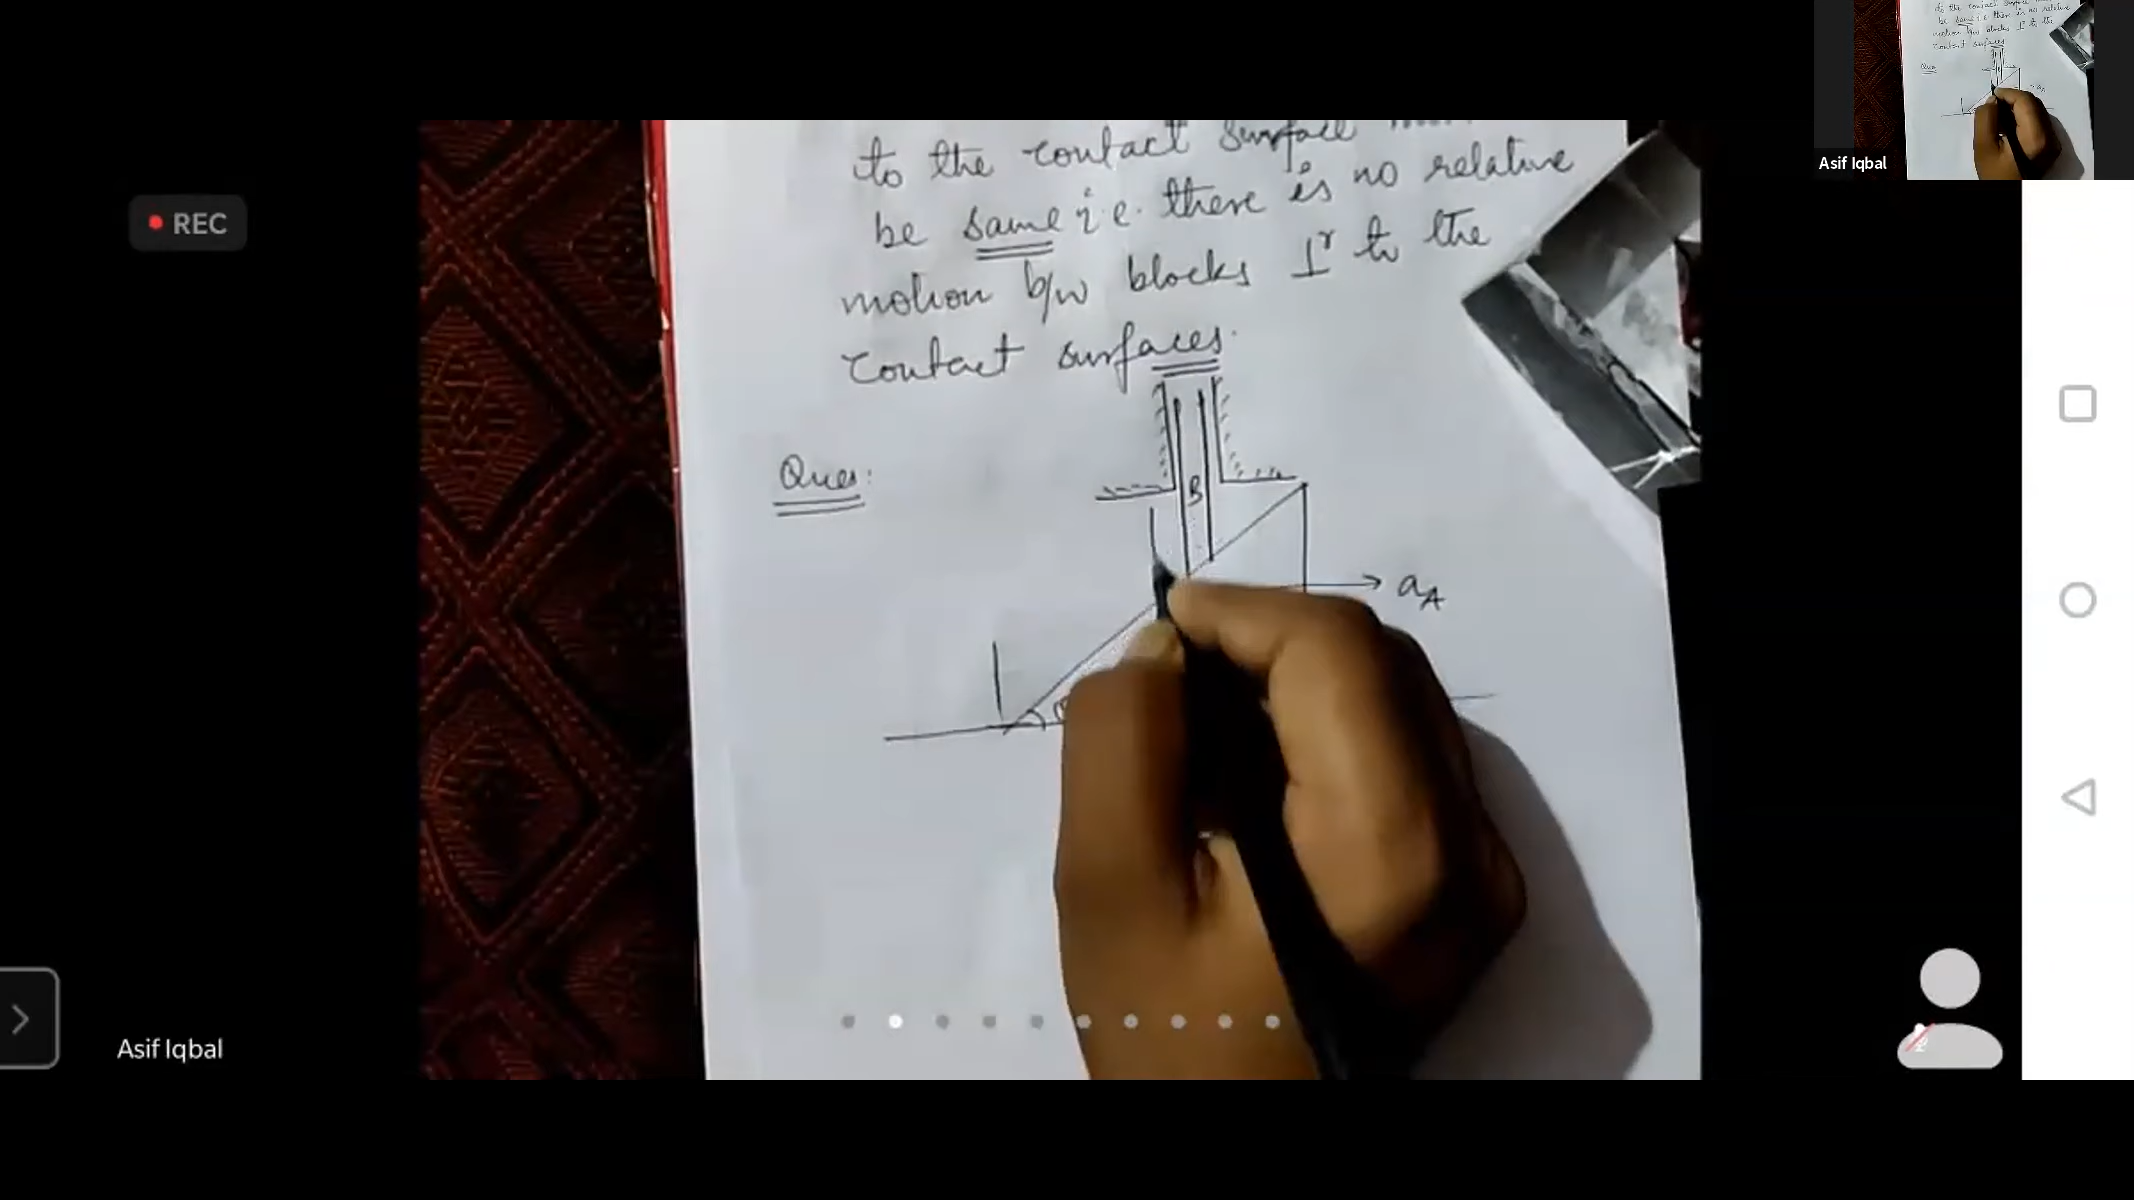 to the contact surface
be same i.e. there is no relative
motion b/w blocks ⊥r to the
contact surfaces.
Ques:
B
aA
REC
Asif Iqbal
Asif Iqbal